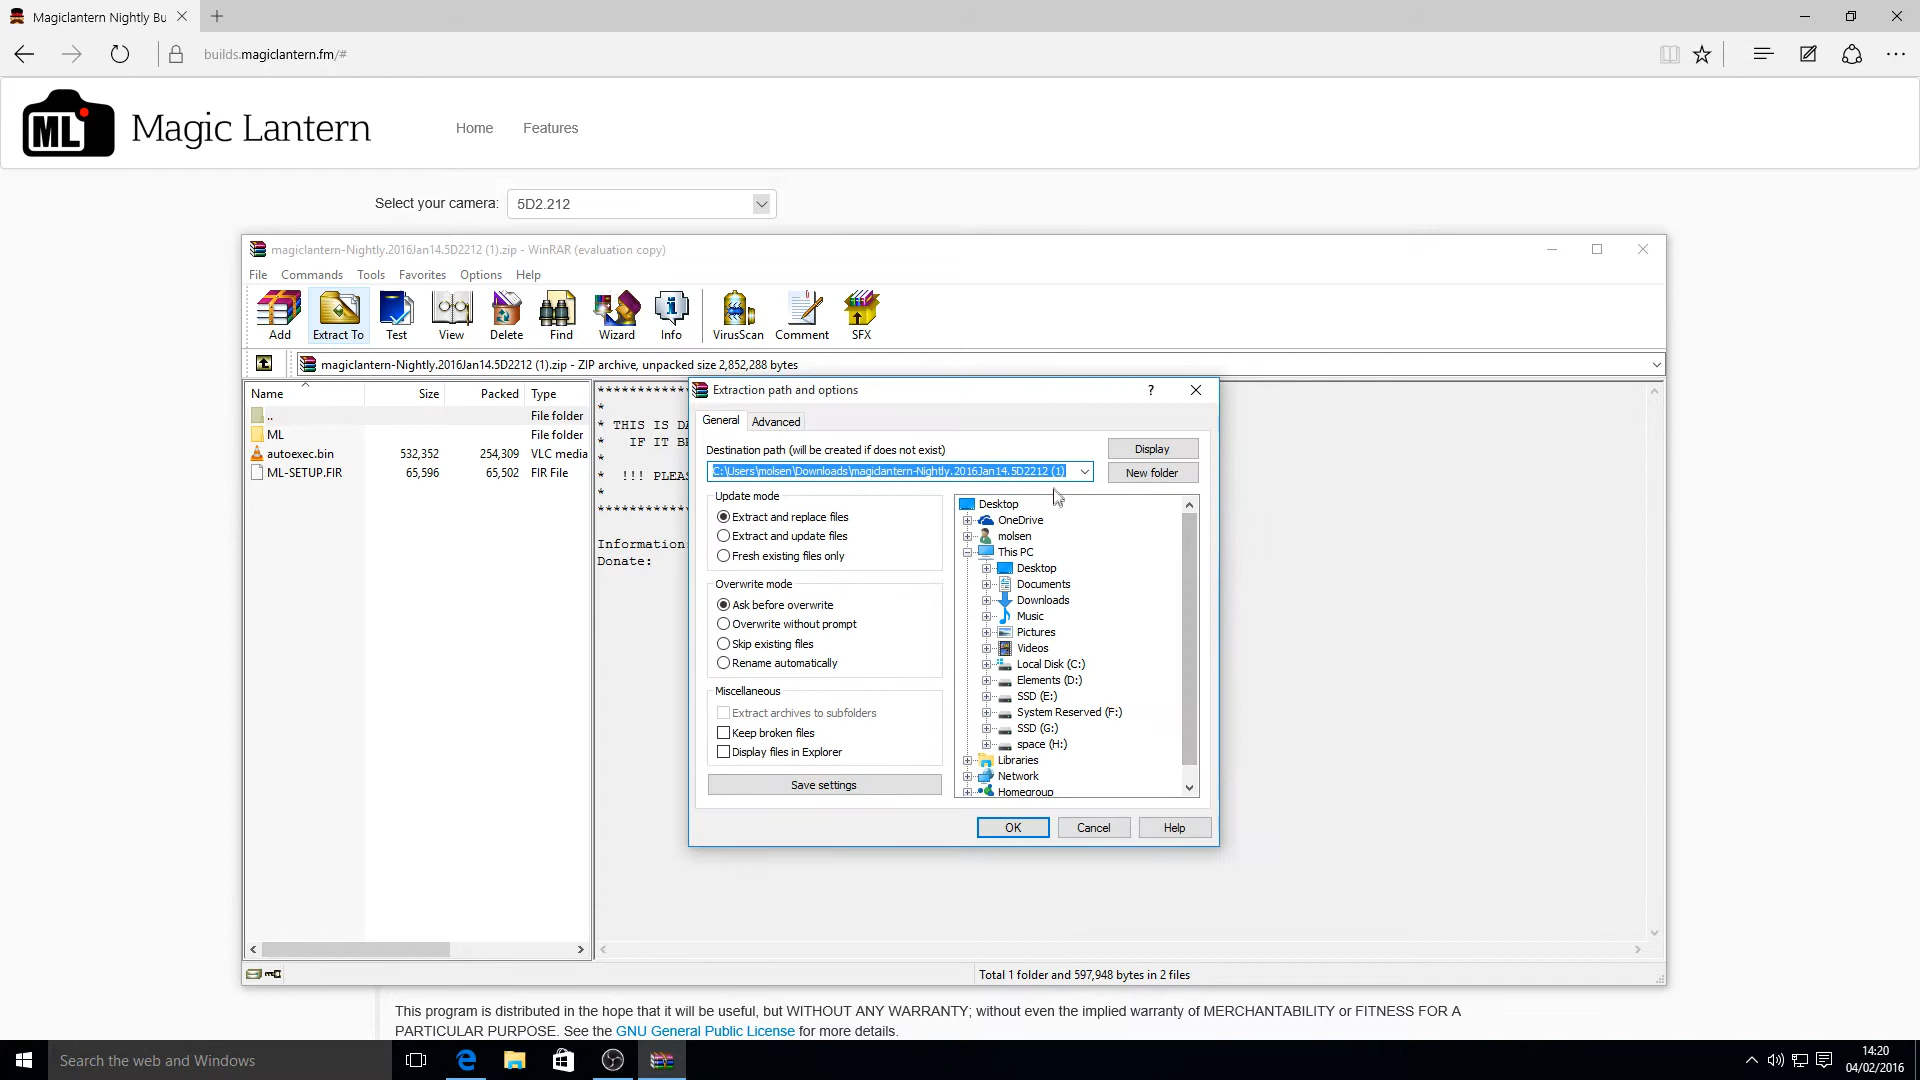 Magiclantern Nightly Bu
builds.magiclantern.fm/#
ML
Magic Lantern
Home
Features
Select your camera:
5D2.212
magiclantern-Nightly.2016Jan14.5D2212 (1).zip - WinRAR (evaluation copy)
File
Commands
Tools
Favorites
Options
Help
Add
Extract To
Test
View
Delete
Find
Wizard
Info
VirusScan
Comment
SFX
magiclantern-Nightly.2016Jan14.5D2212 (1).zip - ZIP archive, unpacked size 2,852,288 bytes
Name
Size
Packed
Type
..
File folder
ML
File folder
autoexec.bin
532,352
254,309
VLC media
ML-SETUP.FIR
65,596
65,502
FIR File
***********
*
* THIS IS DA
* IF IT BR
*
* !!! PLEAS
*
***********
Information:
Donate:
Extraction path and options
?
General
Advanced
Destination path (will be created if does not exist)
C:\Users\molsen\Downloads\magiclantern-Nightly.2016Jan14.5D2212 (1)
Display
New folder
Update mode
Extract and replace files
Extract and update files
Fresh existing files only
Overwrite mode
Ask before overwrite
Overwrite without prompt
Skip existing files
Rename automatically
Miscellaneous
Extract archives to subfolders
Keep broken files
Display files in Explorer
Save settings
Desktop
OneDrive
molsen
This PC
Desktop
Documents
Downloads
Music
Pictures
Videos
Local Disk (C:)
Elements (D:)
SSD (E:)
System Reserved (F:)
SSD (G:)
space (H:)
Libraries
Network
Homegroup
OK
Cancel
Help
Total 1 folder and 597,948 bytes in 2 files
This program is distributed in the hope that it will be useful, but WITHOUT ANY WARRANTY; without even the implied warranty of MERCHANTABILITY or FITNESS FOR A
PARTICULAR PURPOSE. See the GNU General Public License for more details.
Search the web and Windows
14:20
04/02/2016